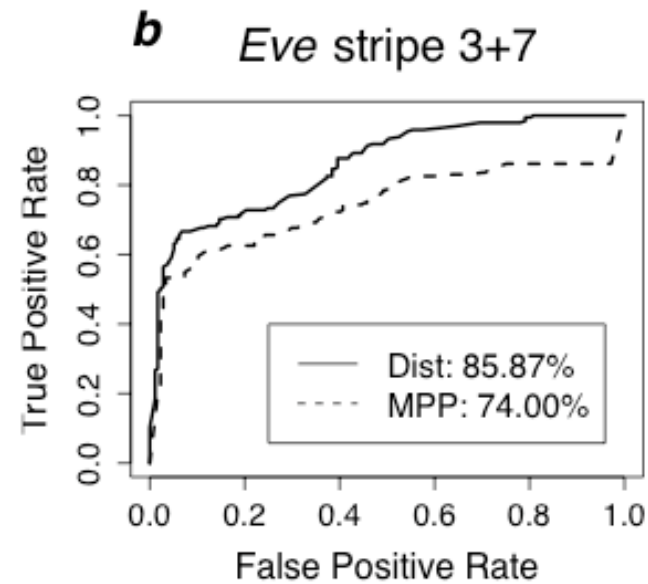 b
Eve stripe 3+7
True Positive Rate
1.0
0.8
0.6
0.4
0.2
0.0
Dist: 85.87%
MPP: 74.00%
0.0 0.2 0.4 0.6 0.8 1.0
False Positive Rate